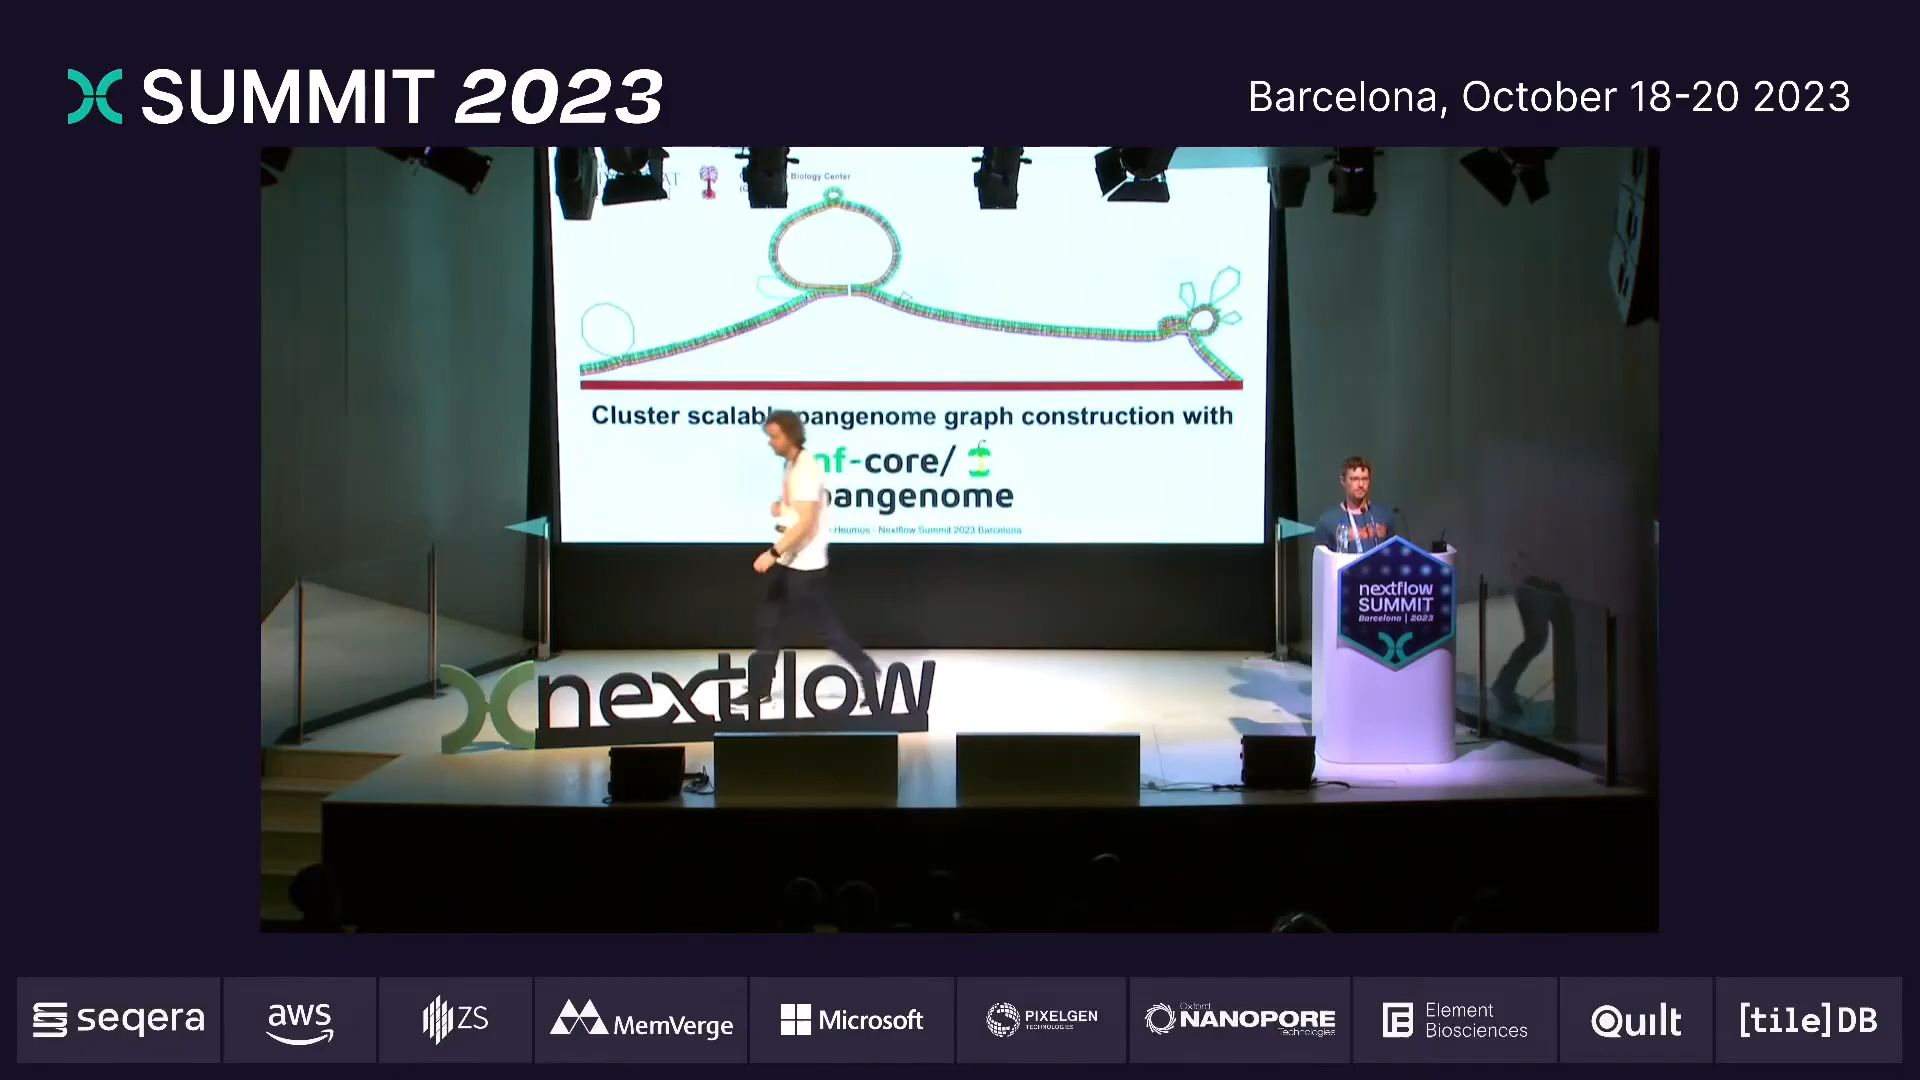 SUMMIT 2023
Barcelona, October 18-20 2023
Biology Center
Cluster scalabl pangenome graph construction with
nf-core/
pangenome
Heumos - Nextflow Summit 2023 Barcelona
nextflow
SUMMIT
Barcelona | 2023
nextflow
seqera
aws
ZS
MemVerge
Microsoft
PIXELGEN
TECHNOLOGIES
Oxford
NANOPORE
Technologies
Element
Biosciences
Quilt
[tile]DB